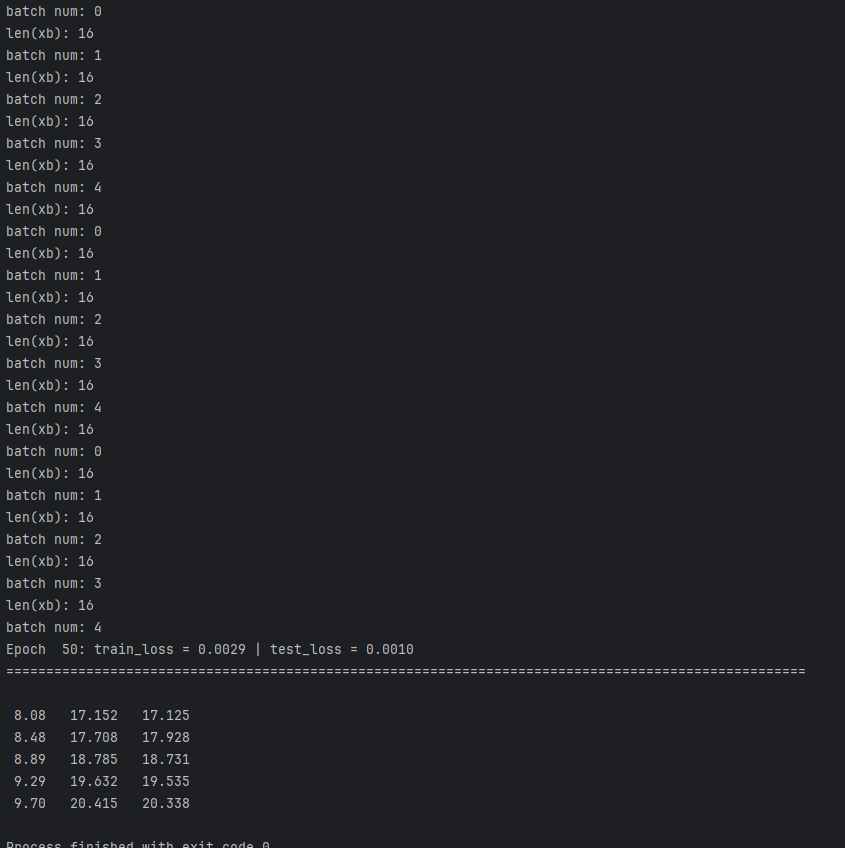 batch num: 0
len(xb): 16
batch num: 1
len(xb): 16
batch num: 2
len(xb): 16
batch num: 3
len(xb): 16
batch num: 4
len(xb): 16
batch num: 0
len(xb): 16
batch num: 1
len(xb): 16
batch num: 2
len(xb): 16
batch num: 3
len(xb): 16
batch num: 4
len(xb): 16
batch num: 0
len(xb): 16
batch num: 1
len(xb): 16
batch num: 2
len(xb): 16
batch num: 3
len(xb): 16
batch num: 4
Epoch  50: train_loss = 0.0029 | test_loss = 0.0010
====================================================================================================
8.08   17.152   17.125
8.48   17.708   17.928
8.89   18.785   18.731
9.29   19.632   19.535
9.70   20.415   20.338
Process finished with exit code 0